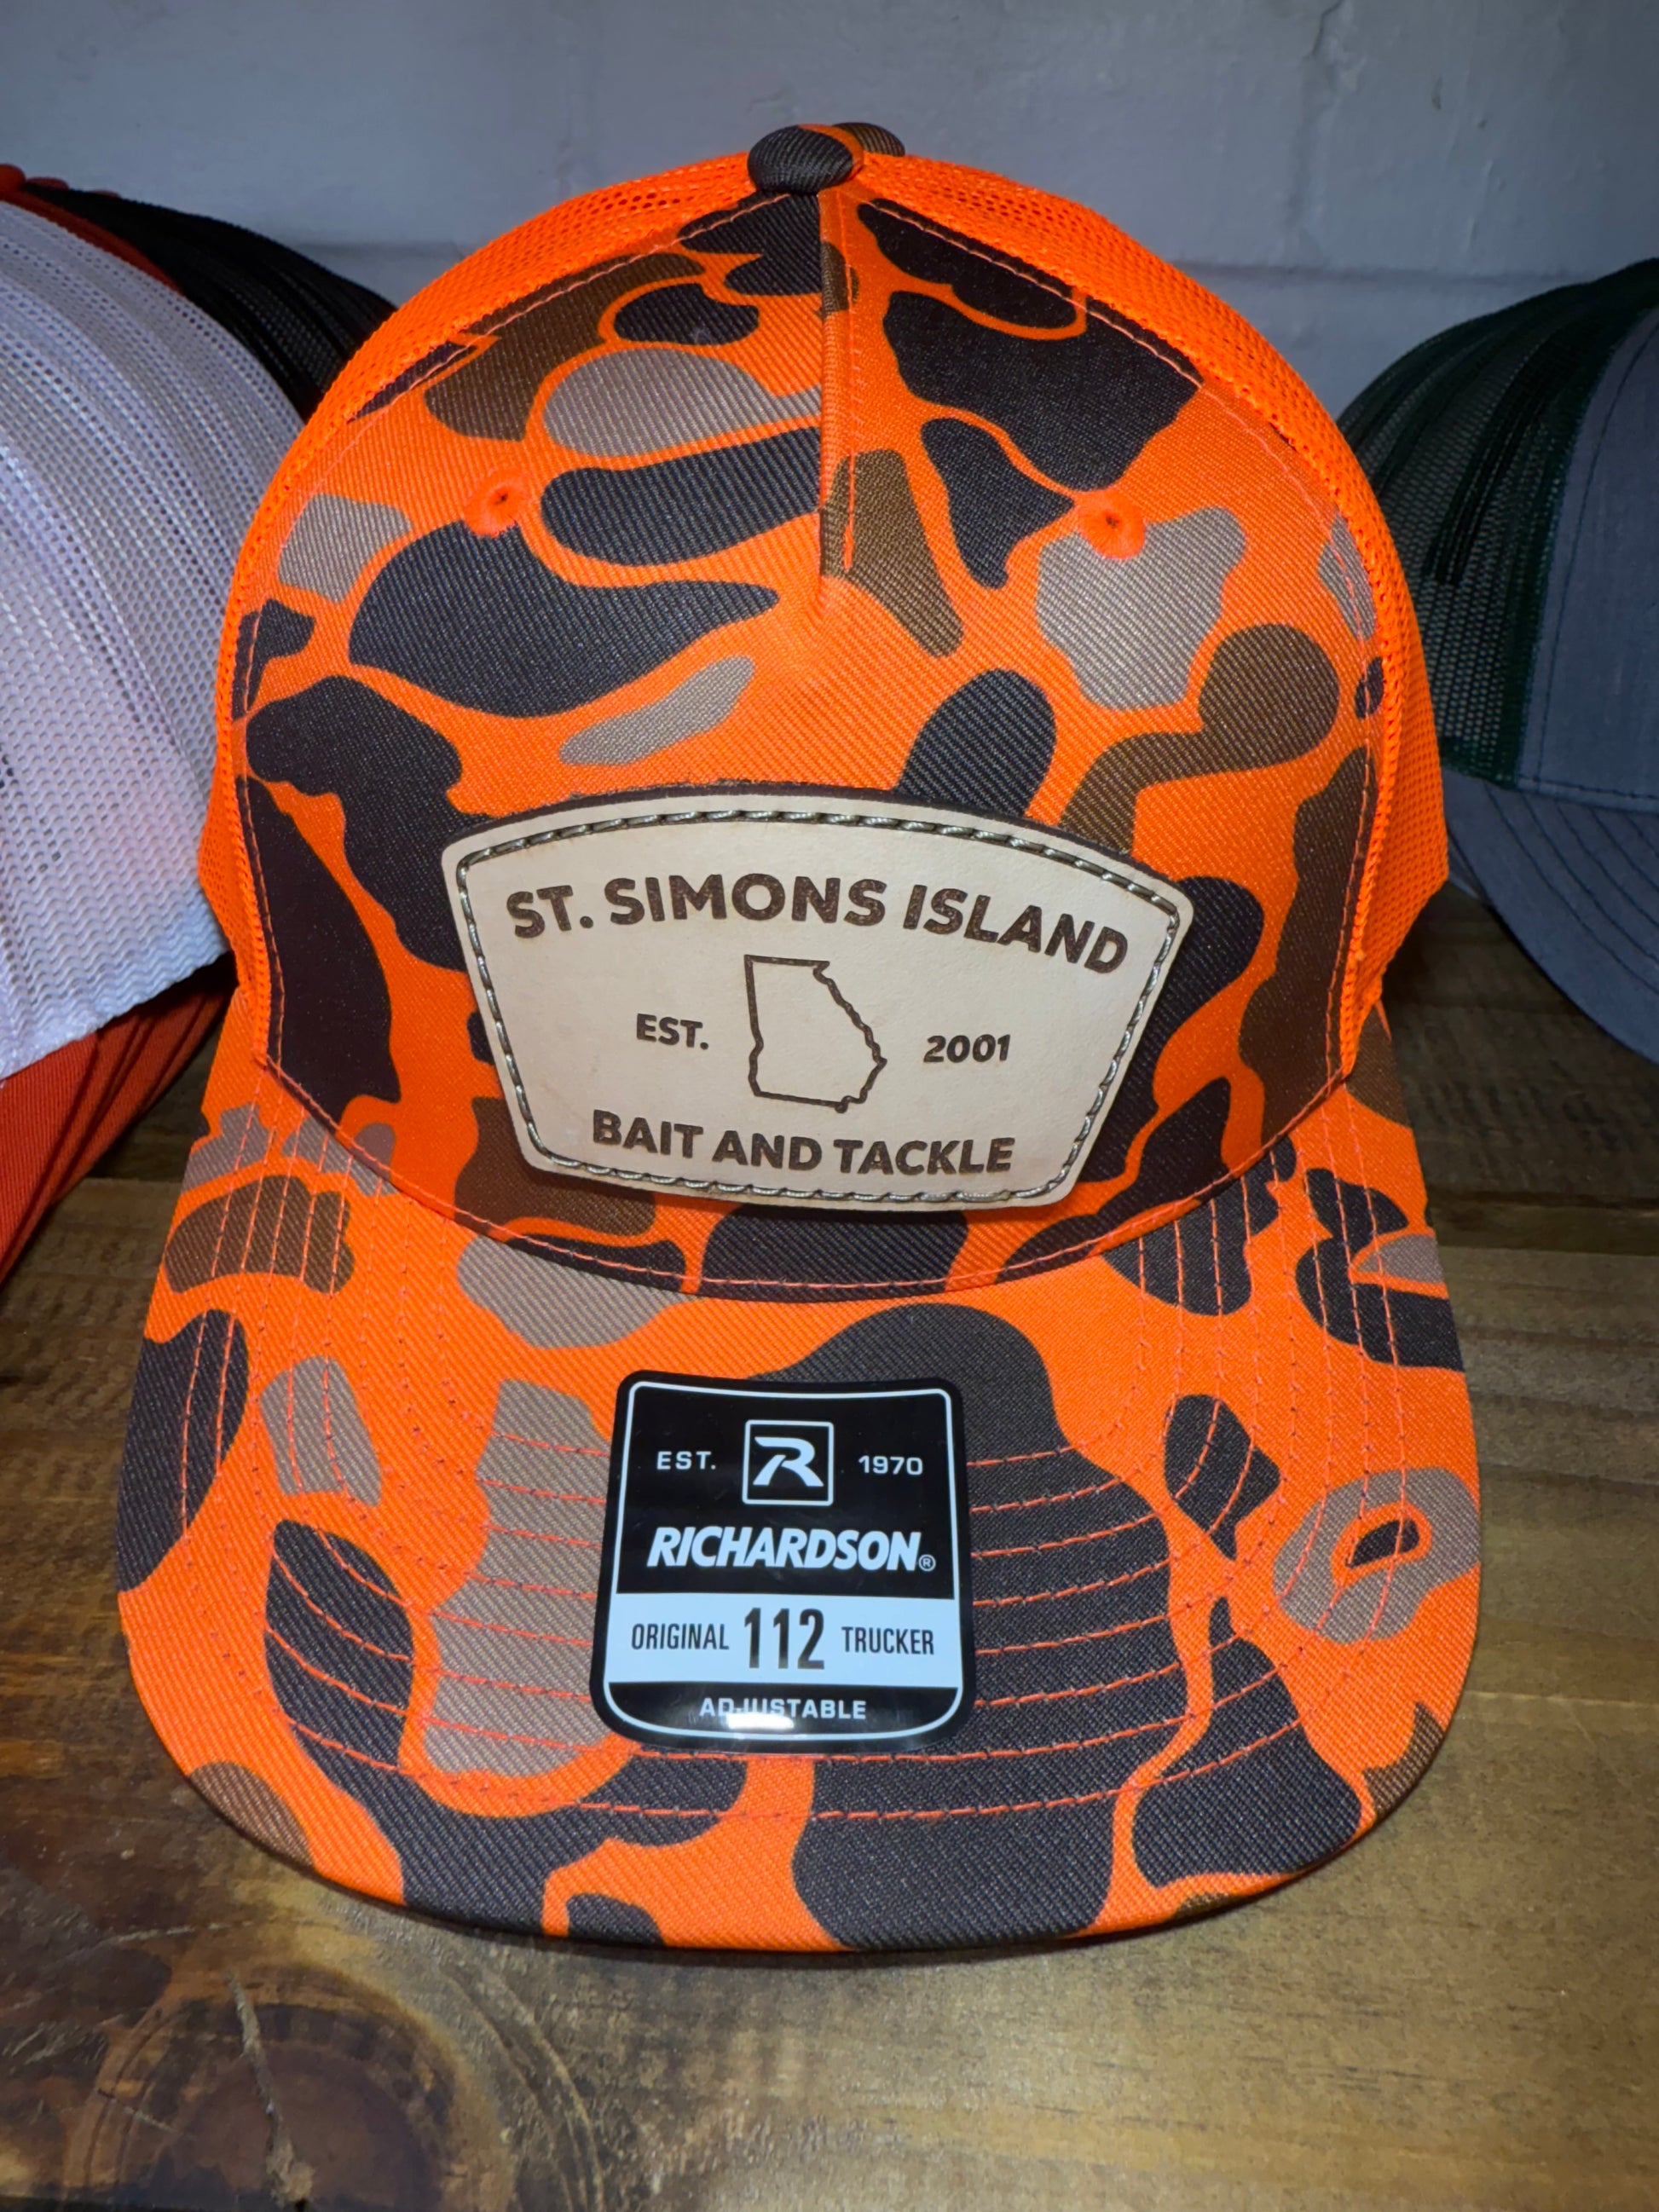 ST. SIMONS ISLAND
EST. 2001
BAIT AND TACKLE
EST. R 1970
RICHARDSON®
ORIGINAL 112 TRUCKER
ADJUSTABLE